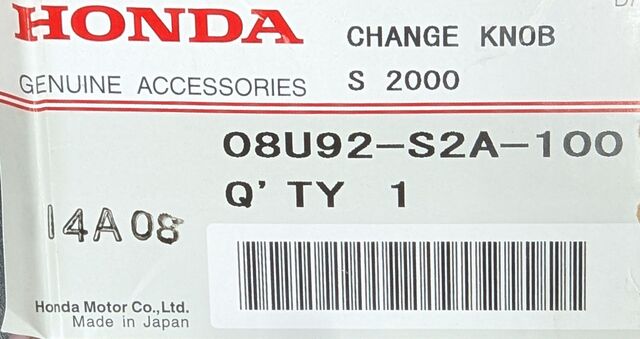 HONDA
GENUINE ACCESSORIES
CHANGE KNOB
S 2000
08U92-S2A-100
Q'TY 1
14A08
Honda Motor Co.,Ltd.
Made in Japan